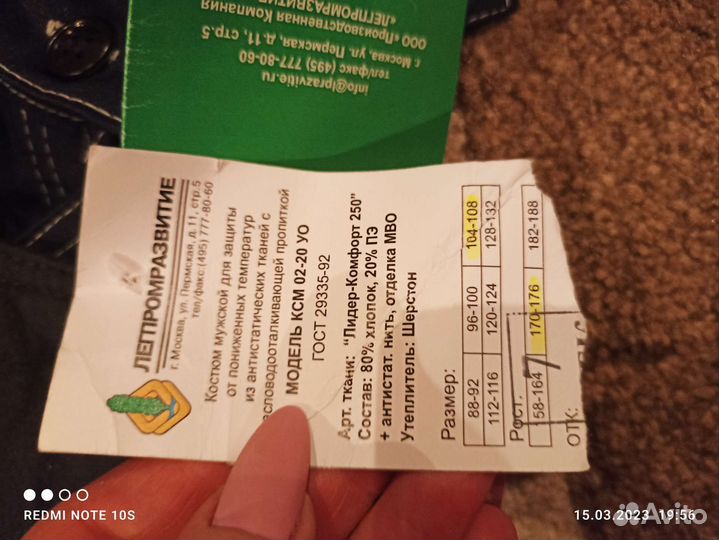 «ЛЕГПРОМРАЗВИТИЕ»
ООО «Производственная Компания
г. Москва, ул. Пермская, д. 11, стр.5
тел/факс (495) 777-80-60
info@lprazvitie.ru
ЛЕГПРОМРАЗВИТИЕ
г. Москва, ул. Пермская, д.11, стр.5
тел/факс:(495) 777-80-60
Костюм мужской для защиты
от пониженных температур
из антистатических тканей с
масловодооталкивающей пропиткой
МОДЕЛЬ КСМ 02-20 УО
ГОСТ 29335-92
Арт. ткани: "Лидер-Комфорт 250"
Состав: 80% хлопок, 20% ПЭ
+ антистат. нить, отделка МВО
Утеплитель: Шерстон
Размер:
88-92 96-100 104-108
112-116 120-124 128-132
Рост:
158-164 170-176 182-188
ОТК:
REDMI NOTE 10S
15.03.2023 19:56
Avito